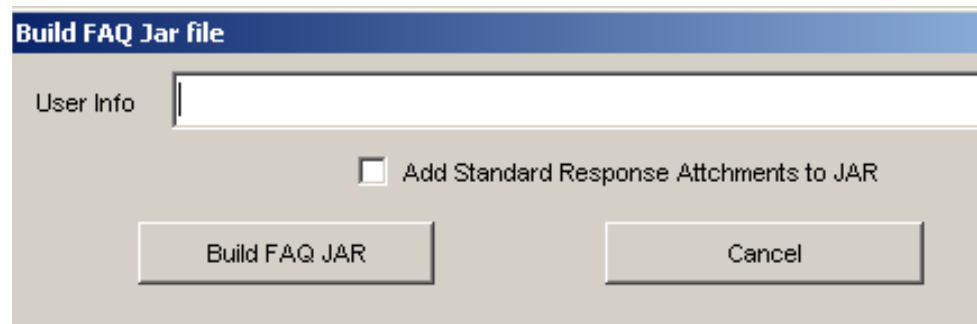 Build FAQ Jar file
User Info
Add Standard Response Attchments to JAR
Build FAQ JAR Cancel